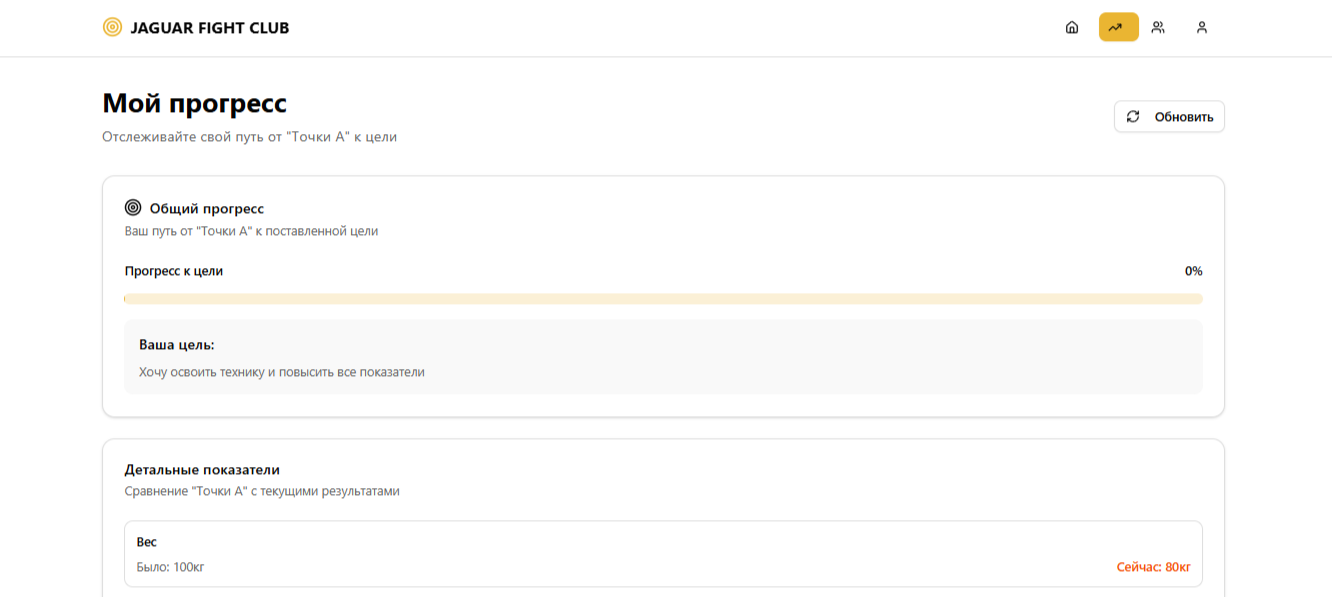 JAGUAR FIGHT CLUB
Мой прогресс
Отслеживайте свой путь от "Точки А" к цели
Обновить
Общий прогресс
Ваш путь от "Точки А" к поставленной цели
Прогресс к цели
0%
Ваша цель:
Хочу освоить технику и повысить все показатели
Детальные показатели
Сравнение "Точки А" с текущими результатами
Вес
Было: 100кг
Сейчас: 80кг